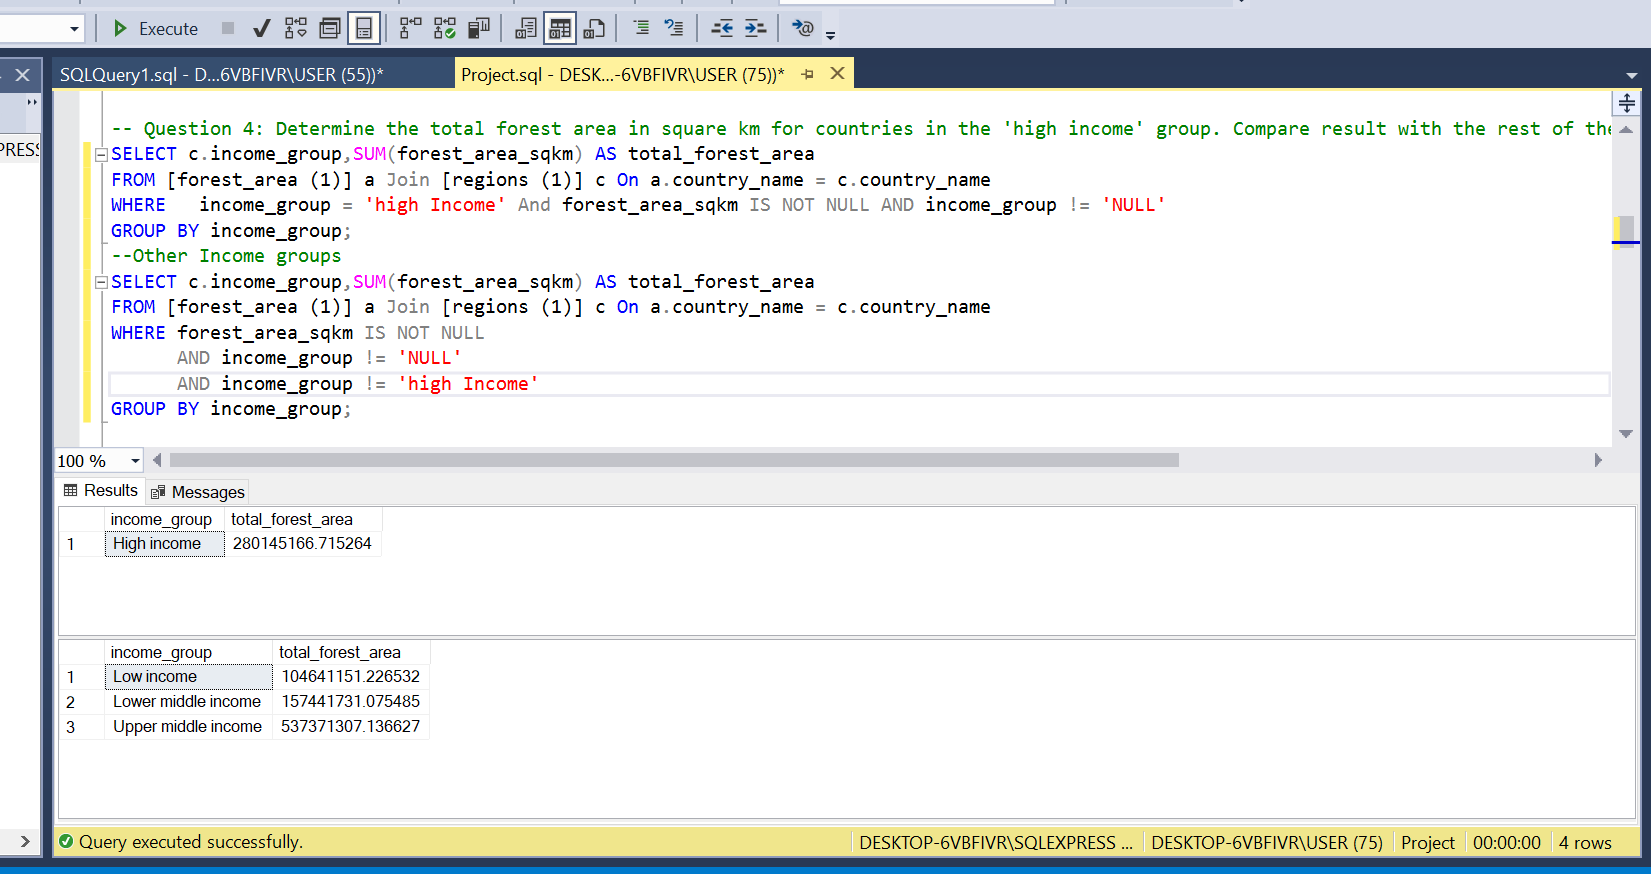 Execute
SQLQuery1.sql - D...6VBFIVR\USER (55))*
Project.sql - DESK...-6VBFIVR\USER (75))*
-- Question 4: Determine the total forest area in square km for countries in the 'high income' group. Compare result with the rest of the
SELECT c.income_group,SUM(forest_area_sqkm) AS total_forest_area
FROM [forest_area (1)] a Join [regions (1)] c On a.country_name = c.country_name
WHERE   income_group = 'high Income' And forest_area_sqkm IS NOT NULL AND income_group != 'NULL'
GROUP BY income_group;
--Other Income groups
SELECT c.income_group,SUM(forest_area_sqkm) AS total_forest_area
FROM [forest_area (1)] a Join [regions (1)] c On a.country_name = c.country_name
WHERE forest_area_sqkm IS NOT NULL
AND income_group != 'NULL'
AND income_group != 'high Income'
GROUP BY income_group;
PRESS
100 %
Results Messages
income_group total_forest_area
1 High income 280145166.715264
income_group total_forest_area
1 Low income 104641151.226532
2 Lower middle income 157441731.075485
3 Upper middle income 537371307.136627
Query executed successfully. DESKTOP-6VBFIVR\SQLEXPRESS ... DESKTOP-6VBFIVR\USER (75) Project 00:00:00 4 rows